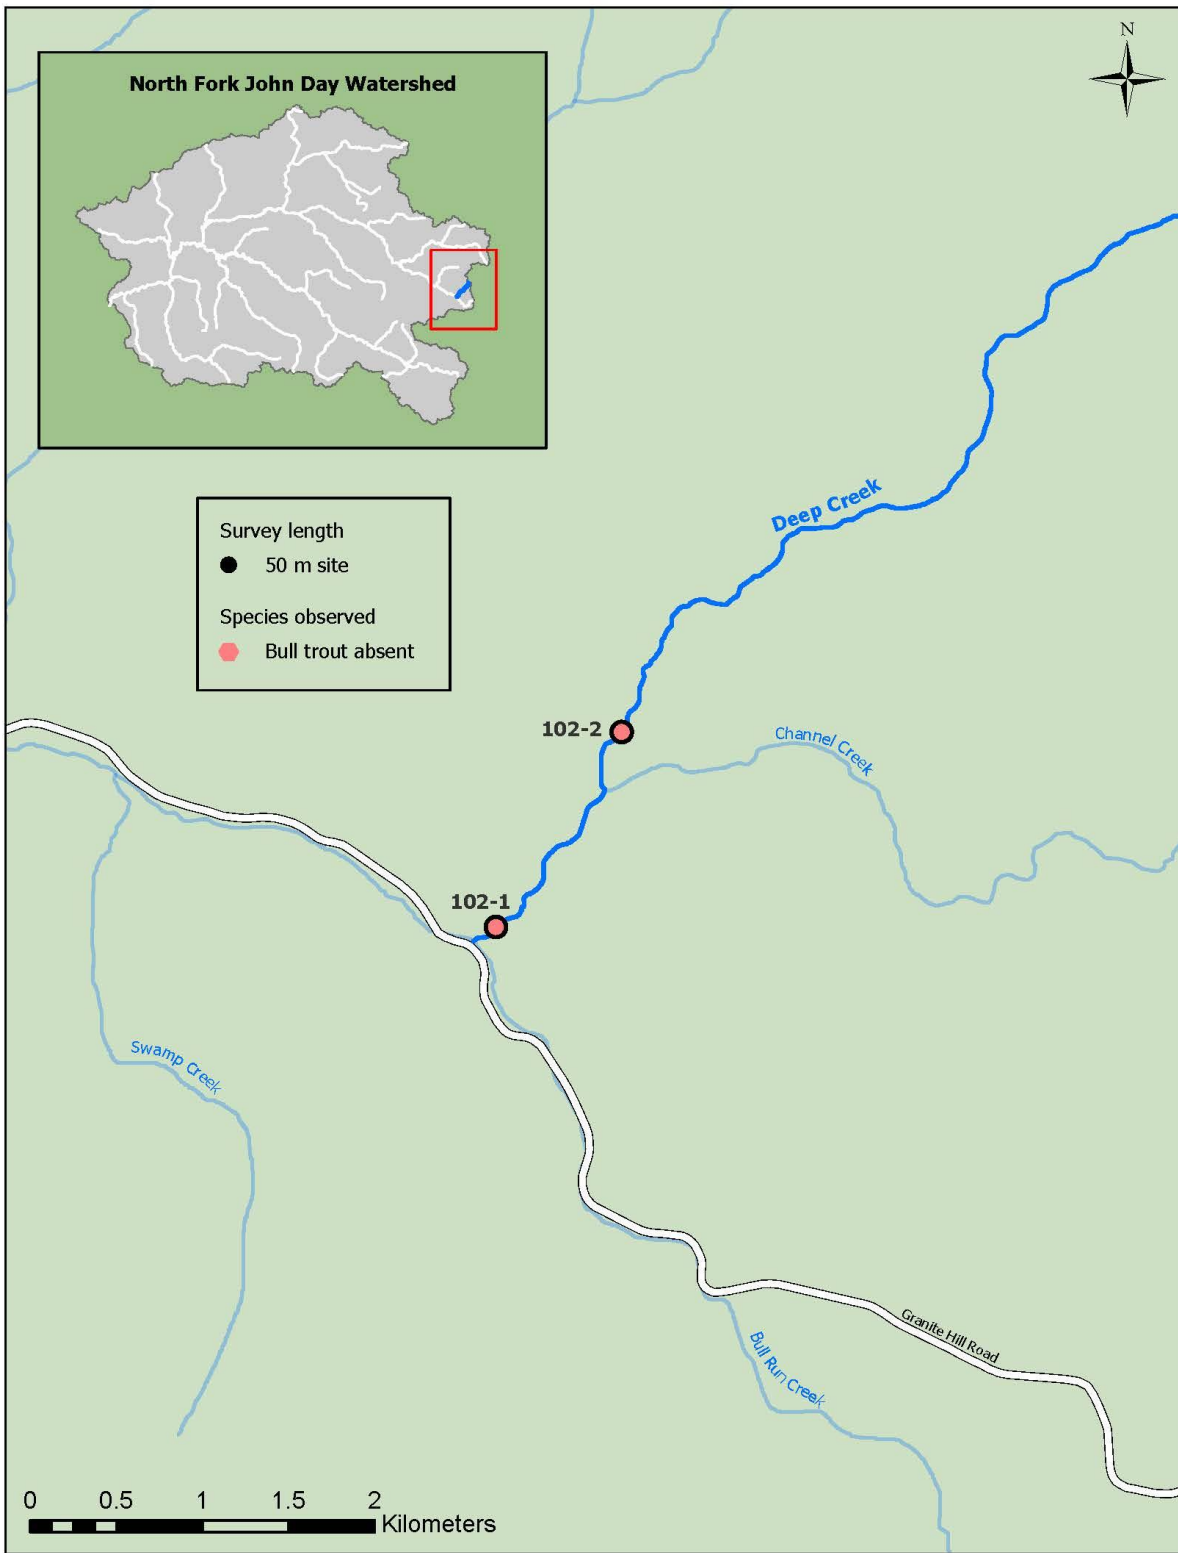 N
North Fork John Day Watershed
Deep Creek
Survey length
50 m site
Species observed
Bull trout absent
102-2
Channel Creek
102-1
Swamp Creek
Granite Hill Road
Bull Run Creek
0 0.5 1 1.5 2
Kilometers